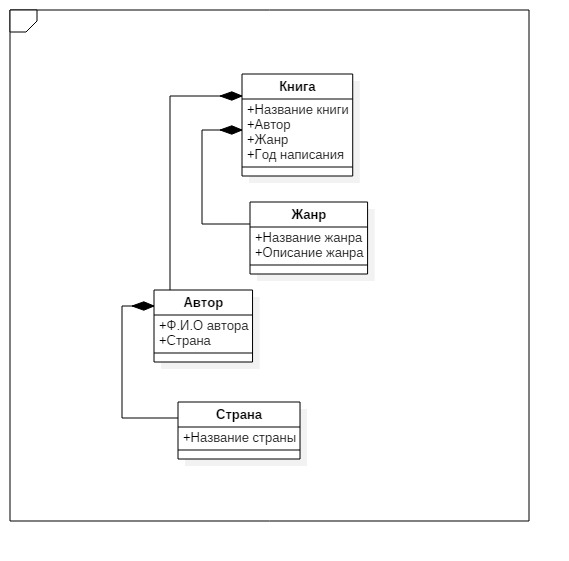 Книга
+Название книги
+Автор
+Жанр
+Год написания
Жанр
+Название жанра
+Описание жанра
Автор
+Ф.И.О автора
+Страна
Страна
+Название страны